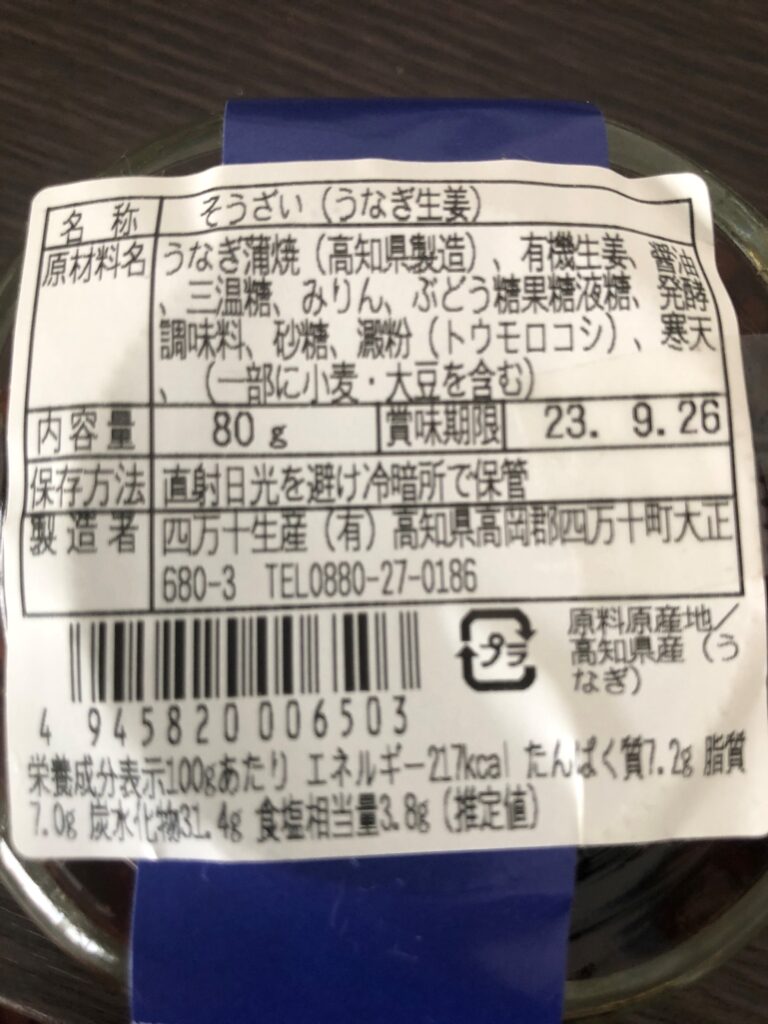 名称 そうざい(うなぎ生姜)
原材料名 うなぎ蒲焼(高知県製造)、有機生姜、醤油
、三温糖、みりん、ぶどう糖果糖液糖、発酵
調味料、砂糖、澱粉(トウモロコシ)、寒天
、(一部に小麦・大豆を含む)
内容量 80g 賞味期限 23. 9.26
保存方法 直射日光を避け冷暗所で保管
製造者 四万十生産(有)高知県高岡郡四万十町大正
680-3 TEL0880-27-0186
プラ
原料原産地/
高知県産(う
なぎ)
4 945820 006503
栄養成分表示100gあたり エネルギー217kcal たんぱく質7.2g 脂質
7.0g 炭水化物31.4g 食塩相当量3.8g(推定値)